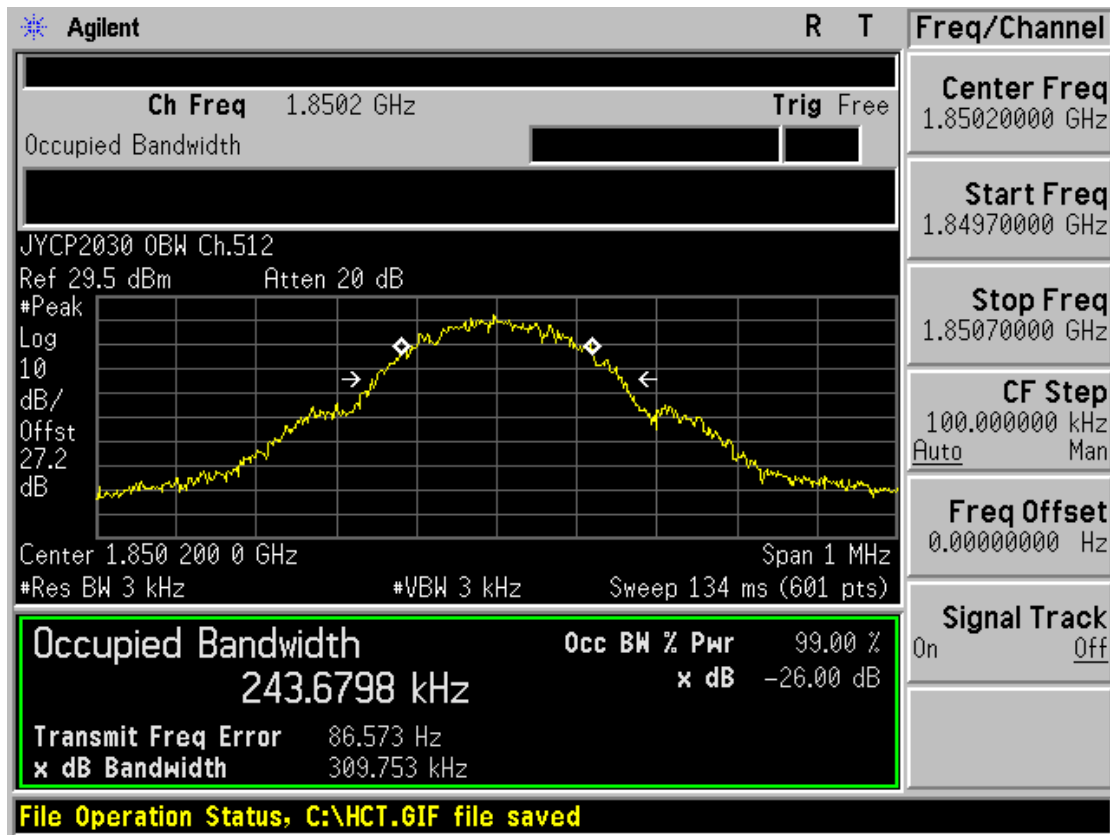 Agilent R T
Ch Freq 1.8502 GHz Trig Free
Occupied Bandwidth
JYCP2030 OBW Ch.512
Ref 29.5 dBm Atten 20 dB
#Peak
Log
10
dB/
Offst
27.2
dB
Center 1.850 200 0 GHz Span 1 MHz
#Res BW 3 kHz #VBW 3 kHz Sweep 134 ms (601 pts)
Occupied Bandwidth Occ BW % Pwr 99.00 %
243.6798 kHz x dB -26.00 dB
Transmit Freq Error 86.573 Hz
x dB Bandwidth 309.753 kHz
File Operation Status, C:\HCT.GIF file saved
Freq/Channel
Center Freq
1.85020000 GHz
Start Freq
1.84970000 GHz
Stop Freq
1.85070000 GHz
CF Step
100.000000 kHz
Auto Man
Freq Offset
0.00000000 Hz
Signal Track
On Off